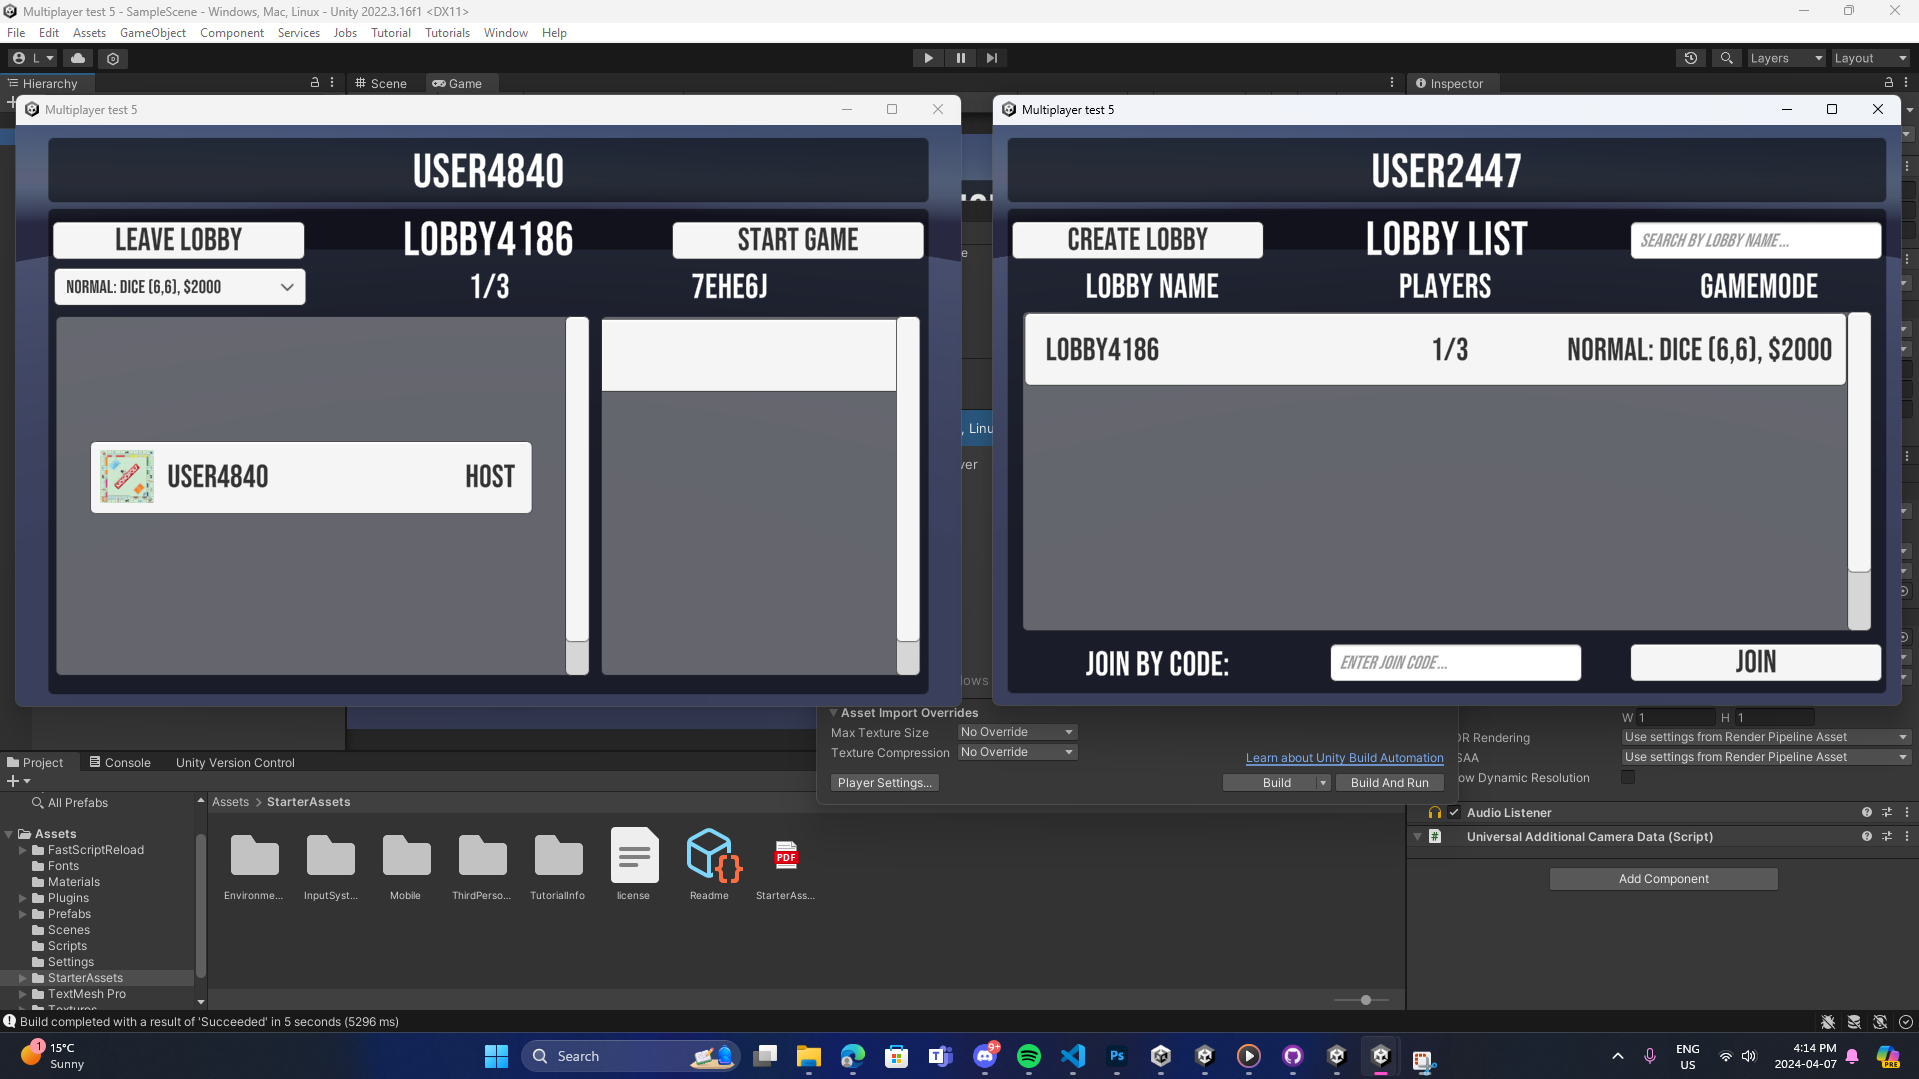 Multiplayer test 5 - SampleScene - Windows, Mac, Linux - Unity 2022.3.16f1 <DX11>
File Edit Assets GameObject Component Services Jobs Tutorial Tutorials Window Help
L
Layers Layout
Hierarchy
Scene Game
Inspector
Multiplayer test 5
USER4840
LEAVE LOBBY LOBBY4186 START GAME
NORMAL: DICE (6,6), $2000 1/3 7EHE6J
USER4840 HOST
Multiplayer test 5
USER2447
CREATE LOBBY LOBBY LIST SEARCH BY LOBBY NAME...
LOBBY NAME PLAYERS GAMEMODE
LOBBY4186 1/3 NORMAL: DICE (6,6), $2000
JOIN BY CODE: ENTER JOIN CODE... JOIN
, Linu
Asset Import Overrides
Max Texture Size No Override
Texture Compression No Override
Learn about Unity Build Automation
Player Settings... Build Build And Run
W 1 H 1
DR Rendering Use settings from Render Pipeline Asset
SAA Use settings from Render Pipeline Asset
ow Dynamic Resolution
Audio Listener
# Universal Additional Camera Data (Script)
Add Component
Project Console Unity Version Control
All Prefabs
Assets
FastScriptReload
Fonts
Materials
Plugins
Prefabs
Scenes
Scripts
Settings
StarterAssets
TextMesh Pro
Textures
Assets > StarterAssets
PDF
Environme... InputSyst... Mobile ThirdPerso... TutorialInfo license Readme StarterAss...
Build completed with a result of 'Succeeded' in 5 seconds (5296 ms)
1
15°C
Sunny
Search
9+
Ps
ENG
US
4:14 PM
2024-04-07
PRE